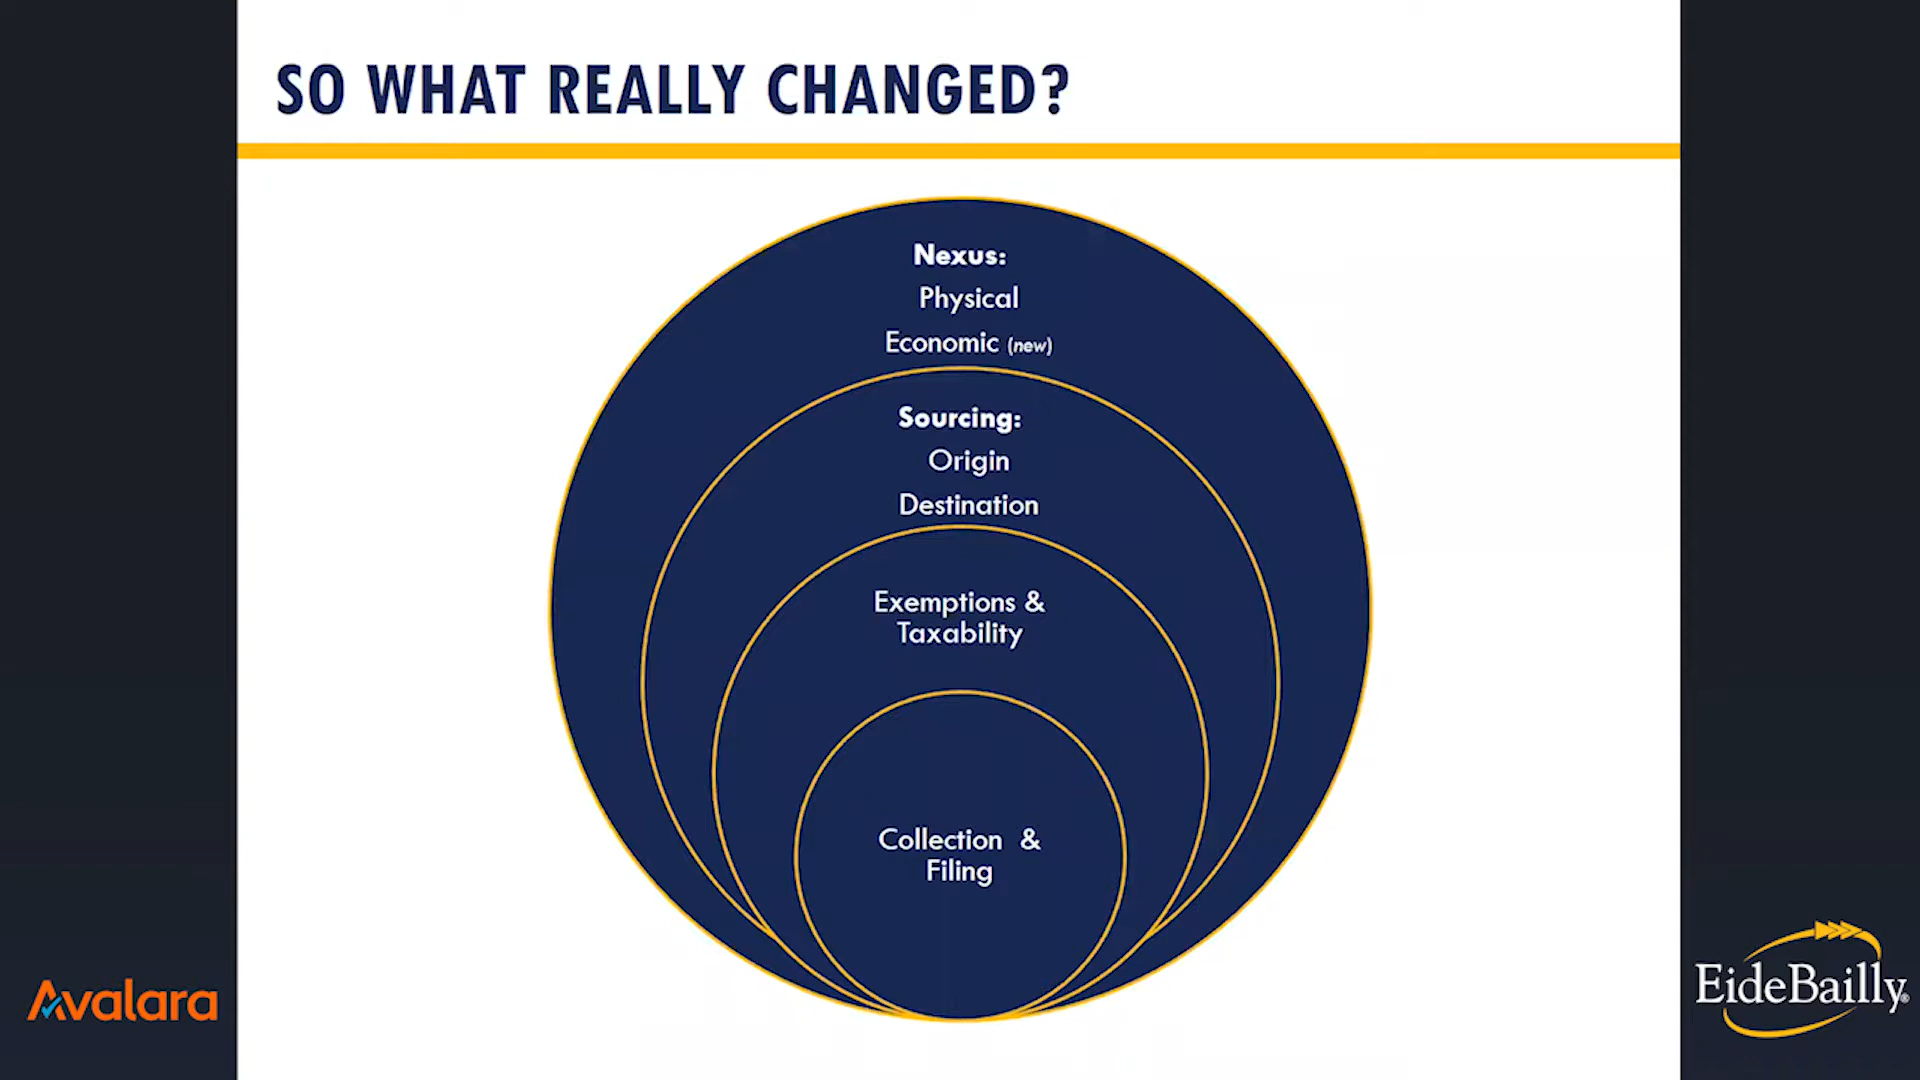 SO WHAT REALLY CHANGED?
Nexus:
Physical
Economic (new)
Sourcing:
Origin
Destination
Exemptions &
Taxability
Collection &
Filing
Avalara
EideBailly®